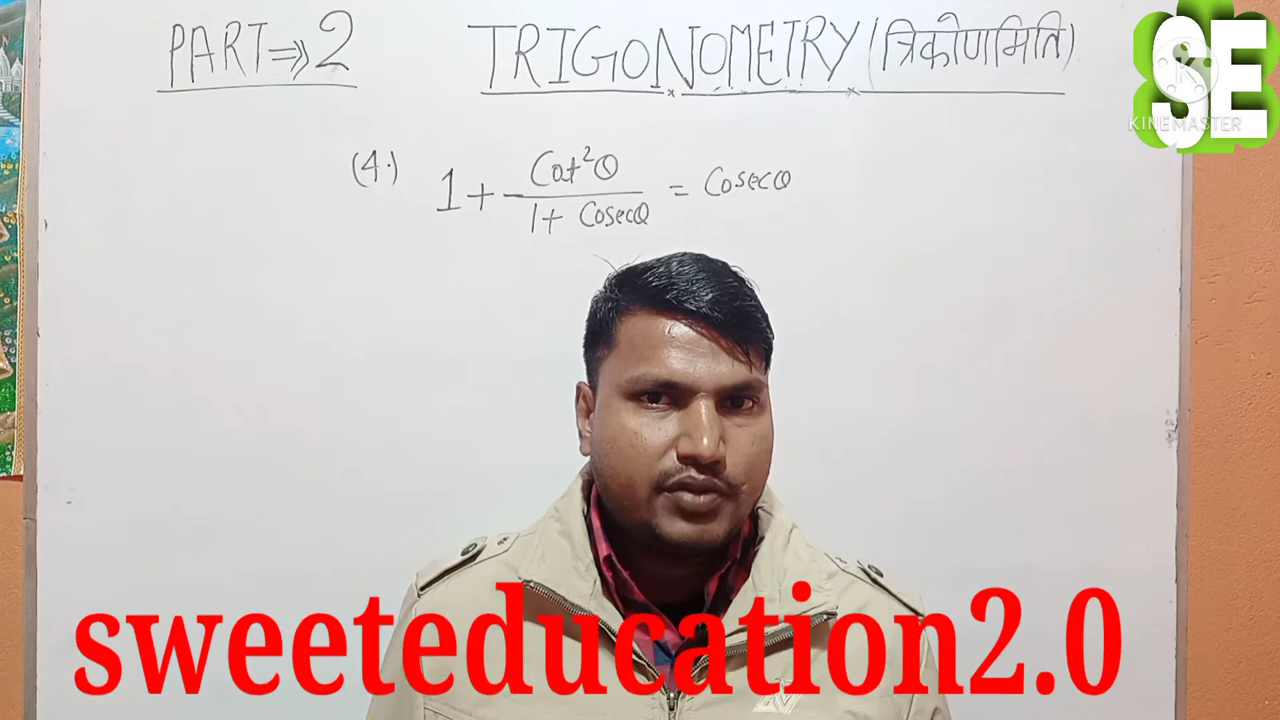 PART⇒2 TRIGONOMETRY (त्रिकोणमिति)
SE
K
KINEMASTER
(4.) 1 + Cot²θ / 1 + Cosecθ = Cosecθ
sweeteducation2.0